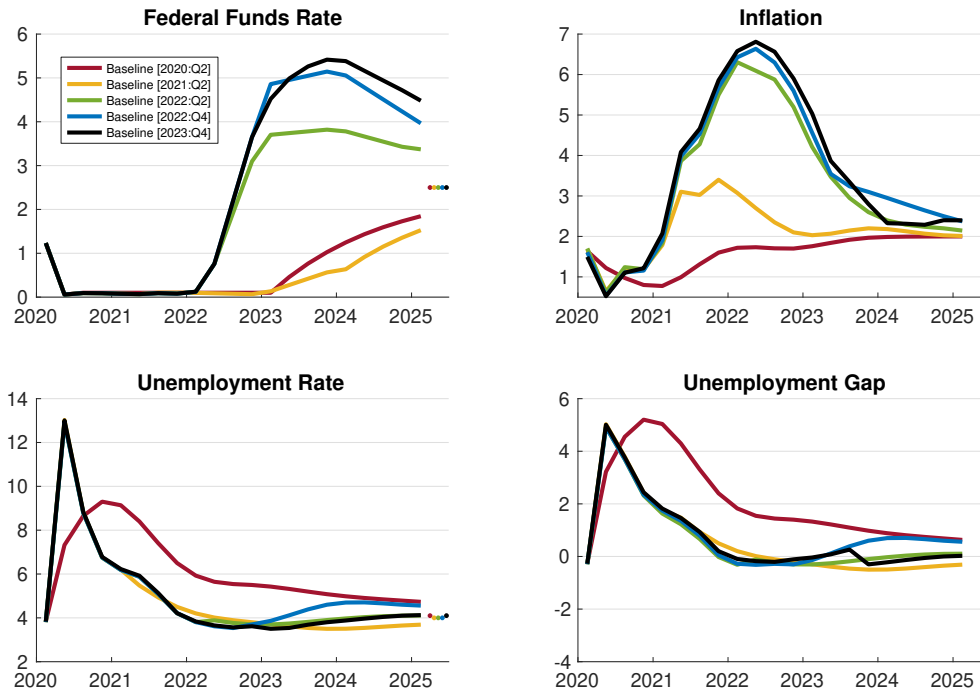 Federal Funds Rate
6
5
4
3
2
1
0
2020 2021 2022 2023 2024 2025
Baseline [2020:Q2]
Baseline [2021:Q2]
Baseline [2022:Q2]
Baseline [2022:Q4]
Baseline [2023:Q4]
Inflation
7
6
5
4
3
2
1
2020 2021 2022 2023 2024 2025
Unemployment Rate
14
12
10
8
6
4
2
2020 2021 2022 2023 2024 2025
Unemployment Gap
6
4
2
0
-2
-4
2020 2021 2022 2023 2024 2025